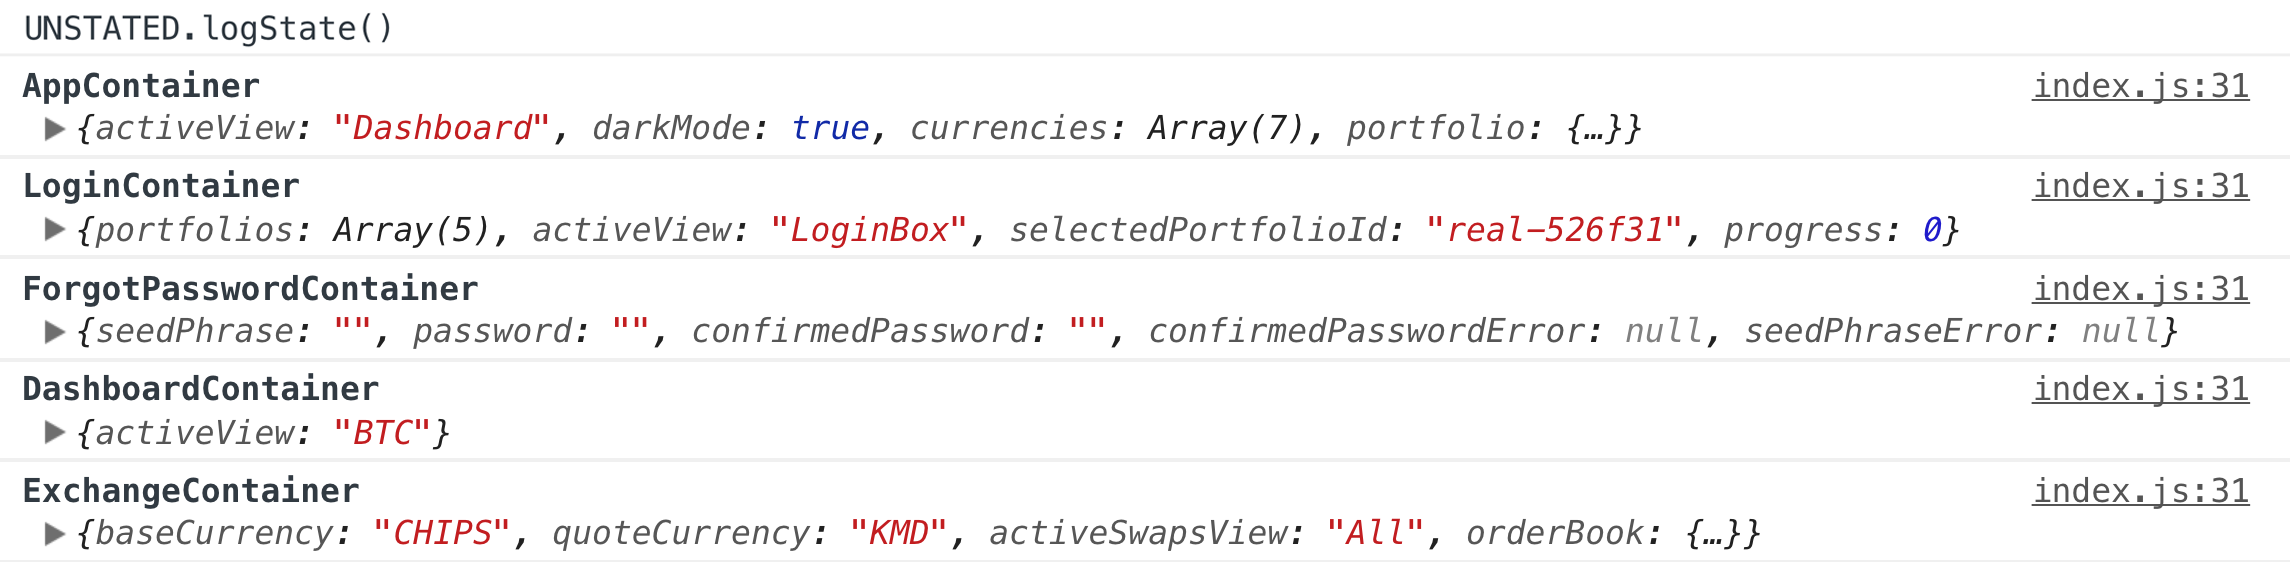 UNSTATED.logState()
AppContainer index.js:31
▶ {activeView: "Dashboard", darkMode: true, currencies: Array(7), portfolio: {…}}
LoginContainer index.js:31
▶ {portfolios: Array(5), activeView: "LoginBox", selectedPortfolioId: "real-526f31", progress: 0}
ForgotPasswordContainer index.js:31
▶ {seedPhrase: "", password: "", confirmedPassword: "", confirmedPasswordError: null, seedPhraseError: null}
DashboardContainer index.js:31
▶ {activeView: "BTC"}
ExchangeContainer index.js:31
▶ {baseCurrency: "CHIPS", quoteCurrency: "KMD", activeSwapsView: "All", orderBook: {…}}